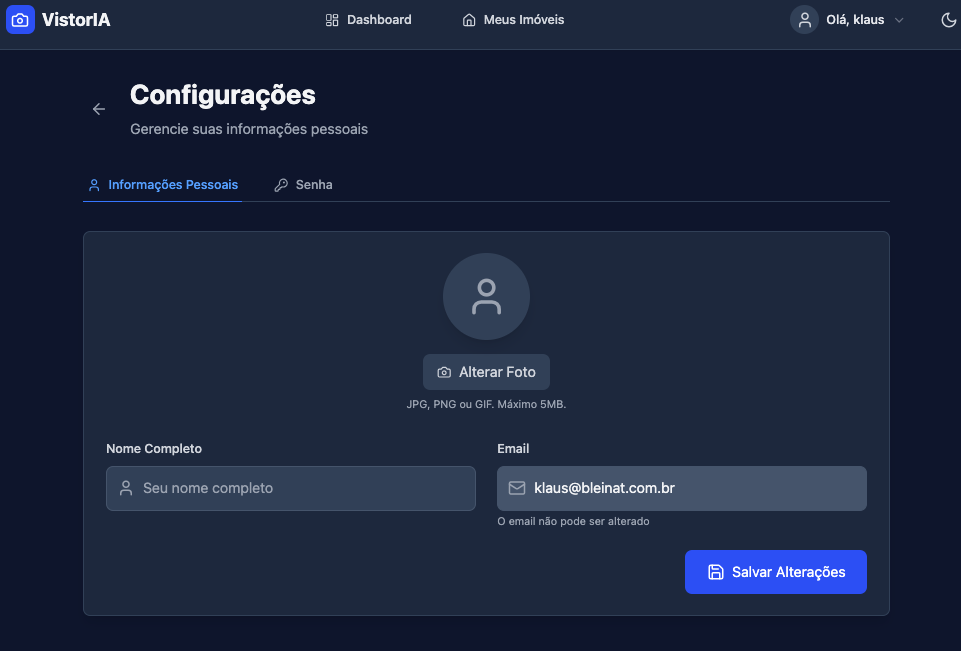 VistorIA
Dashboard
Meus Imóveis
Olá, klaus
Configurações
Gerencie suas informações pessoais
Informações Pessoais
Senha
Alterar Foto
JPG, PNG ou GIF. Máximo 5MB.
Nome Completo
Email
Seu nome completo
klaus@bleinat.com.br
O email não pode ser alterado
Salvar Alterações